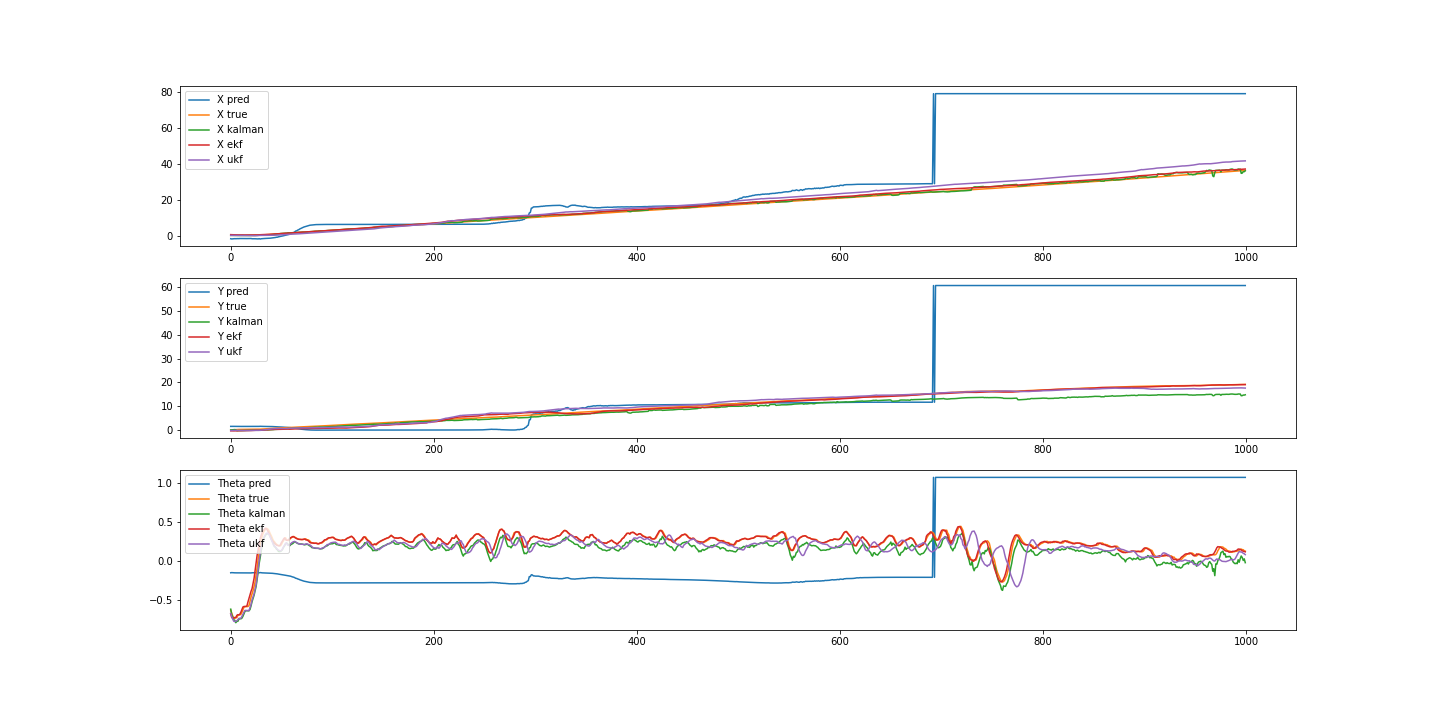 80
60
40
20
0
X pred
X true
X kalman
X ekf
X ukf
0 200 400 600 800 1000
60
50
40
30
20
10
0
Y pred
Y true
Y kalman
Y ekf
Y ukf
0 200 400 600 800 1000
1.0
0.5
0.0
−0.5
Theta pred
Theta true
Theta kalman
Theta ekf
Theta ukf
0 200 400 600 800 1000